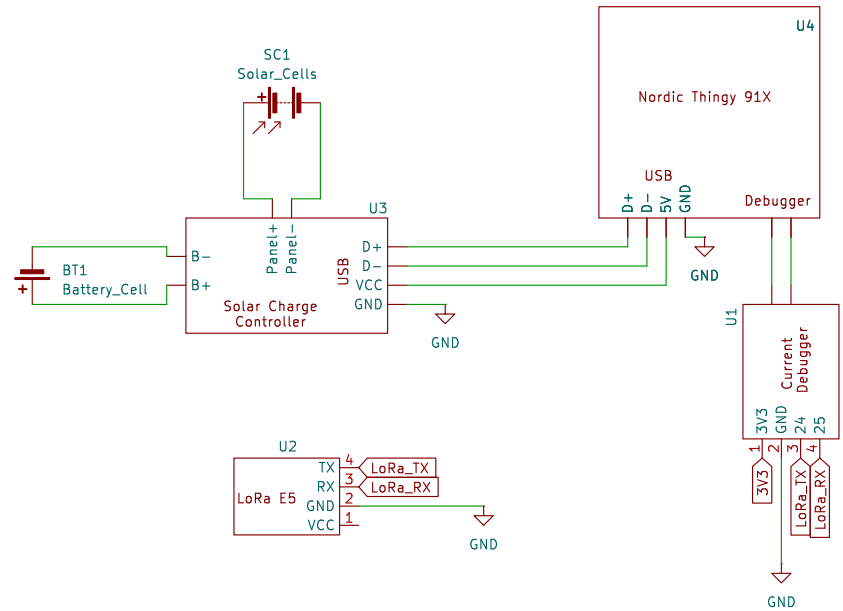 U4
Nordic Thingy 91X
USB
D+
D-
5V
GND
Debugger
GND
SC1
Solar_Cells
+
U3
Panel+
Panel-
B-
B+
D+
D-
VCC
GND
USB
Solar Charge
Controller
GND
BT1
Battery_Cell
+
U1
Current
Debugger
3V3
GND
24
25
1
2
3
4
3V3
LoRa_TX
LoRa_RX
GND
U2
LoRa E5
TX
4
LoRa_TX
RX
3
LoRa_RX
GND
2
VCC
1
GND